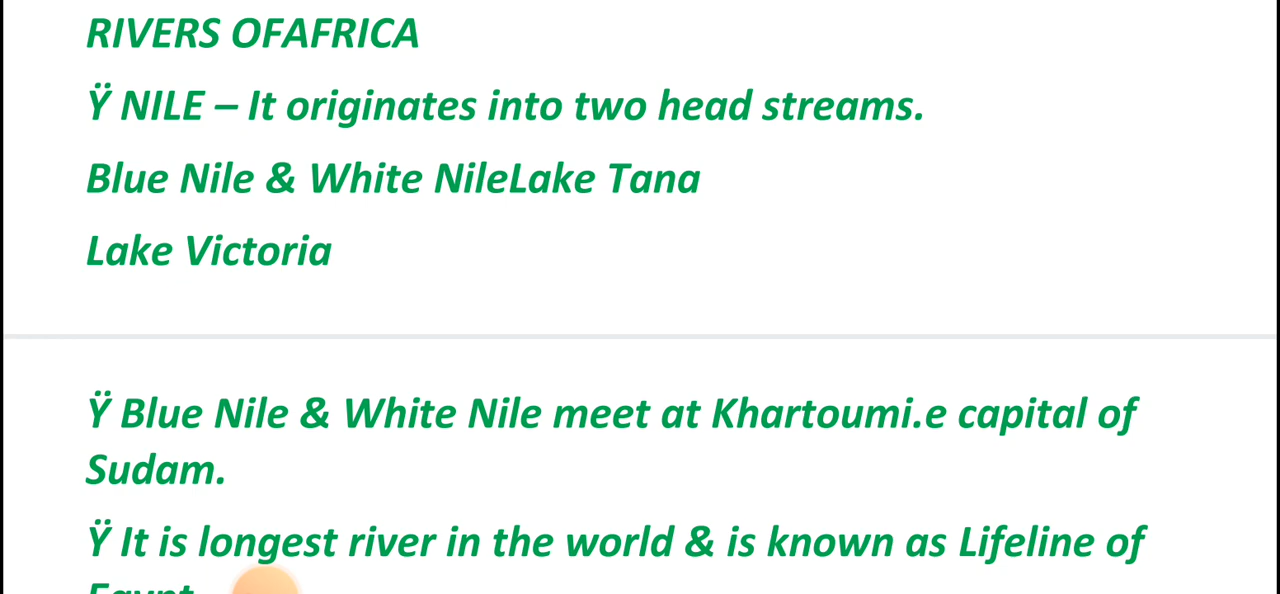 RIVERS OFAFRICA
Ÿ NILE – It originates into two head streams.
Blue Nile & White NileLake Tana
Lake Victoria
Ÿ Blue Nile & White Nile meet at Khartoumi.e capital of
Sudam.
Ÿ It is longest river in the world & is known as Lifeline of
Egypt